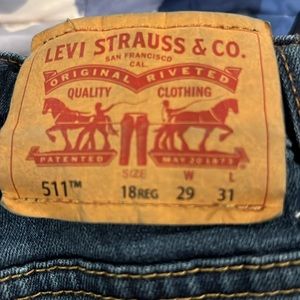 LEVI STRAUSS & CO.
SAN FRANCISCO
CAL.
ORIGINAL RIVETED
QUALITY CLOTHING
PATENTED MAY 20 1873
SIZE W L
511™ 18REG 29 31